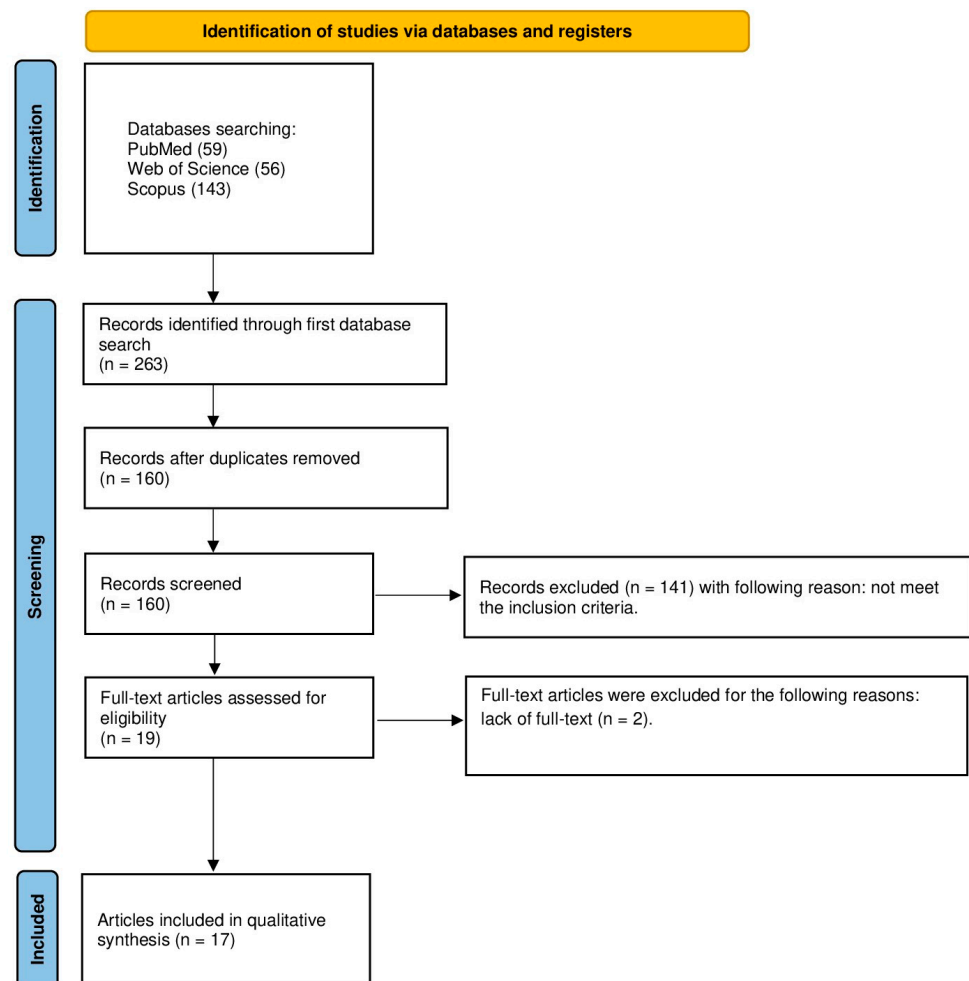 Identification of studies via databases and registers
Identification
Databases searching:
PubMed (59)
Web of Science (56)
Scopus (143)
Screening
Records identified through first database
search
(n = 263)
Records after duplicates removed
(n = 160)
Records screened
(n = 160)
Records excluded (n = 141) with following reason: not meet
the inclusion criteria.
Full-text articles assessed for
eligibility
(n = 19)
Full-text articles were excluded for the following reasons:
lack of full-text (n = 2).
Included
Articles included in qualitative
synthesis (n = 17)